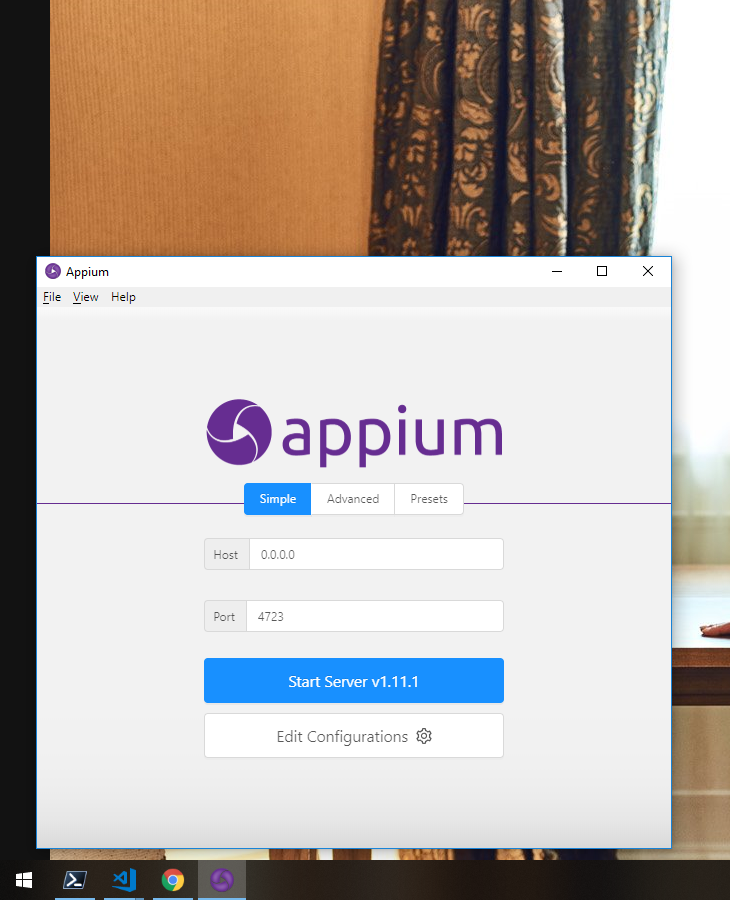 Appium
File View Help
appium
Simple Advanced Presets
Host 0.0.0.0
Port 4723
Start Server v1.11.1
Edit Configurations